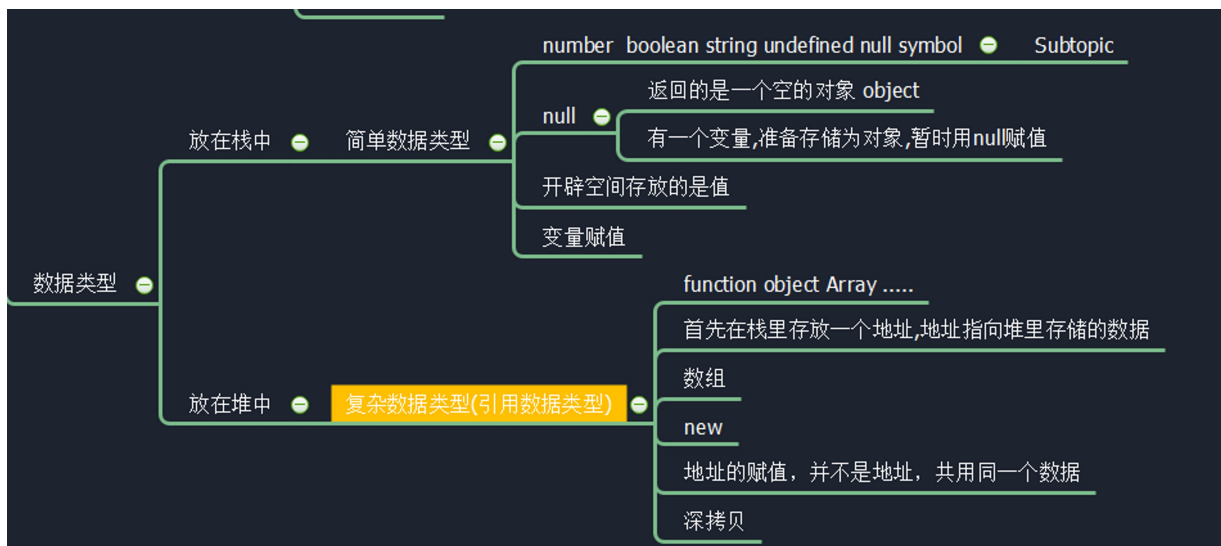 number boolean string undefined null symbol
Subtopic
返回的是一个空的对象 object
null
有一个变量,准备存储为对象,暂时用null赋值
放在栈中
简单数据类型
开辟空间存放的是值
变量赋值
数据类型
function object Array .....
首先在栈里存放一个地址,地址指向堆里存储的数据
数组
放在堆中
复杂数据类型(引用数据类型)
new
地址的赋值，并不是地址，共用同一个数据
深拷贝